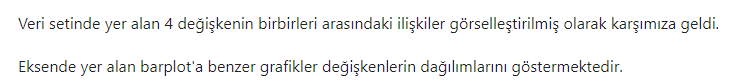 Veri setinde yer alan 4 değişkenin birbirleri arasındaki ilişkiler görselleştirilmiş olarak karşımıza geldi.
Eksende yer alan barplot'a benzer grafikler değişkenlerin dağılımlarını göstermektedir.